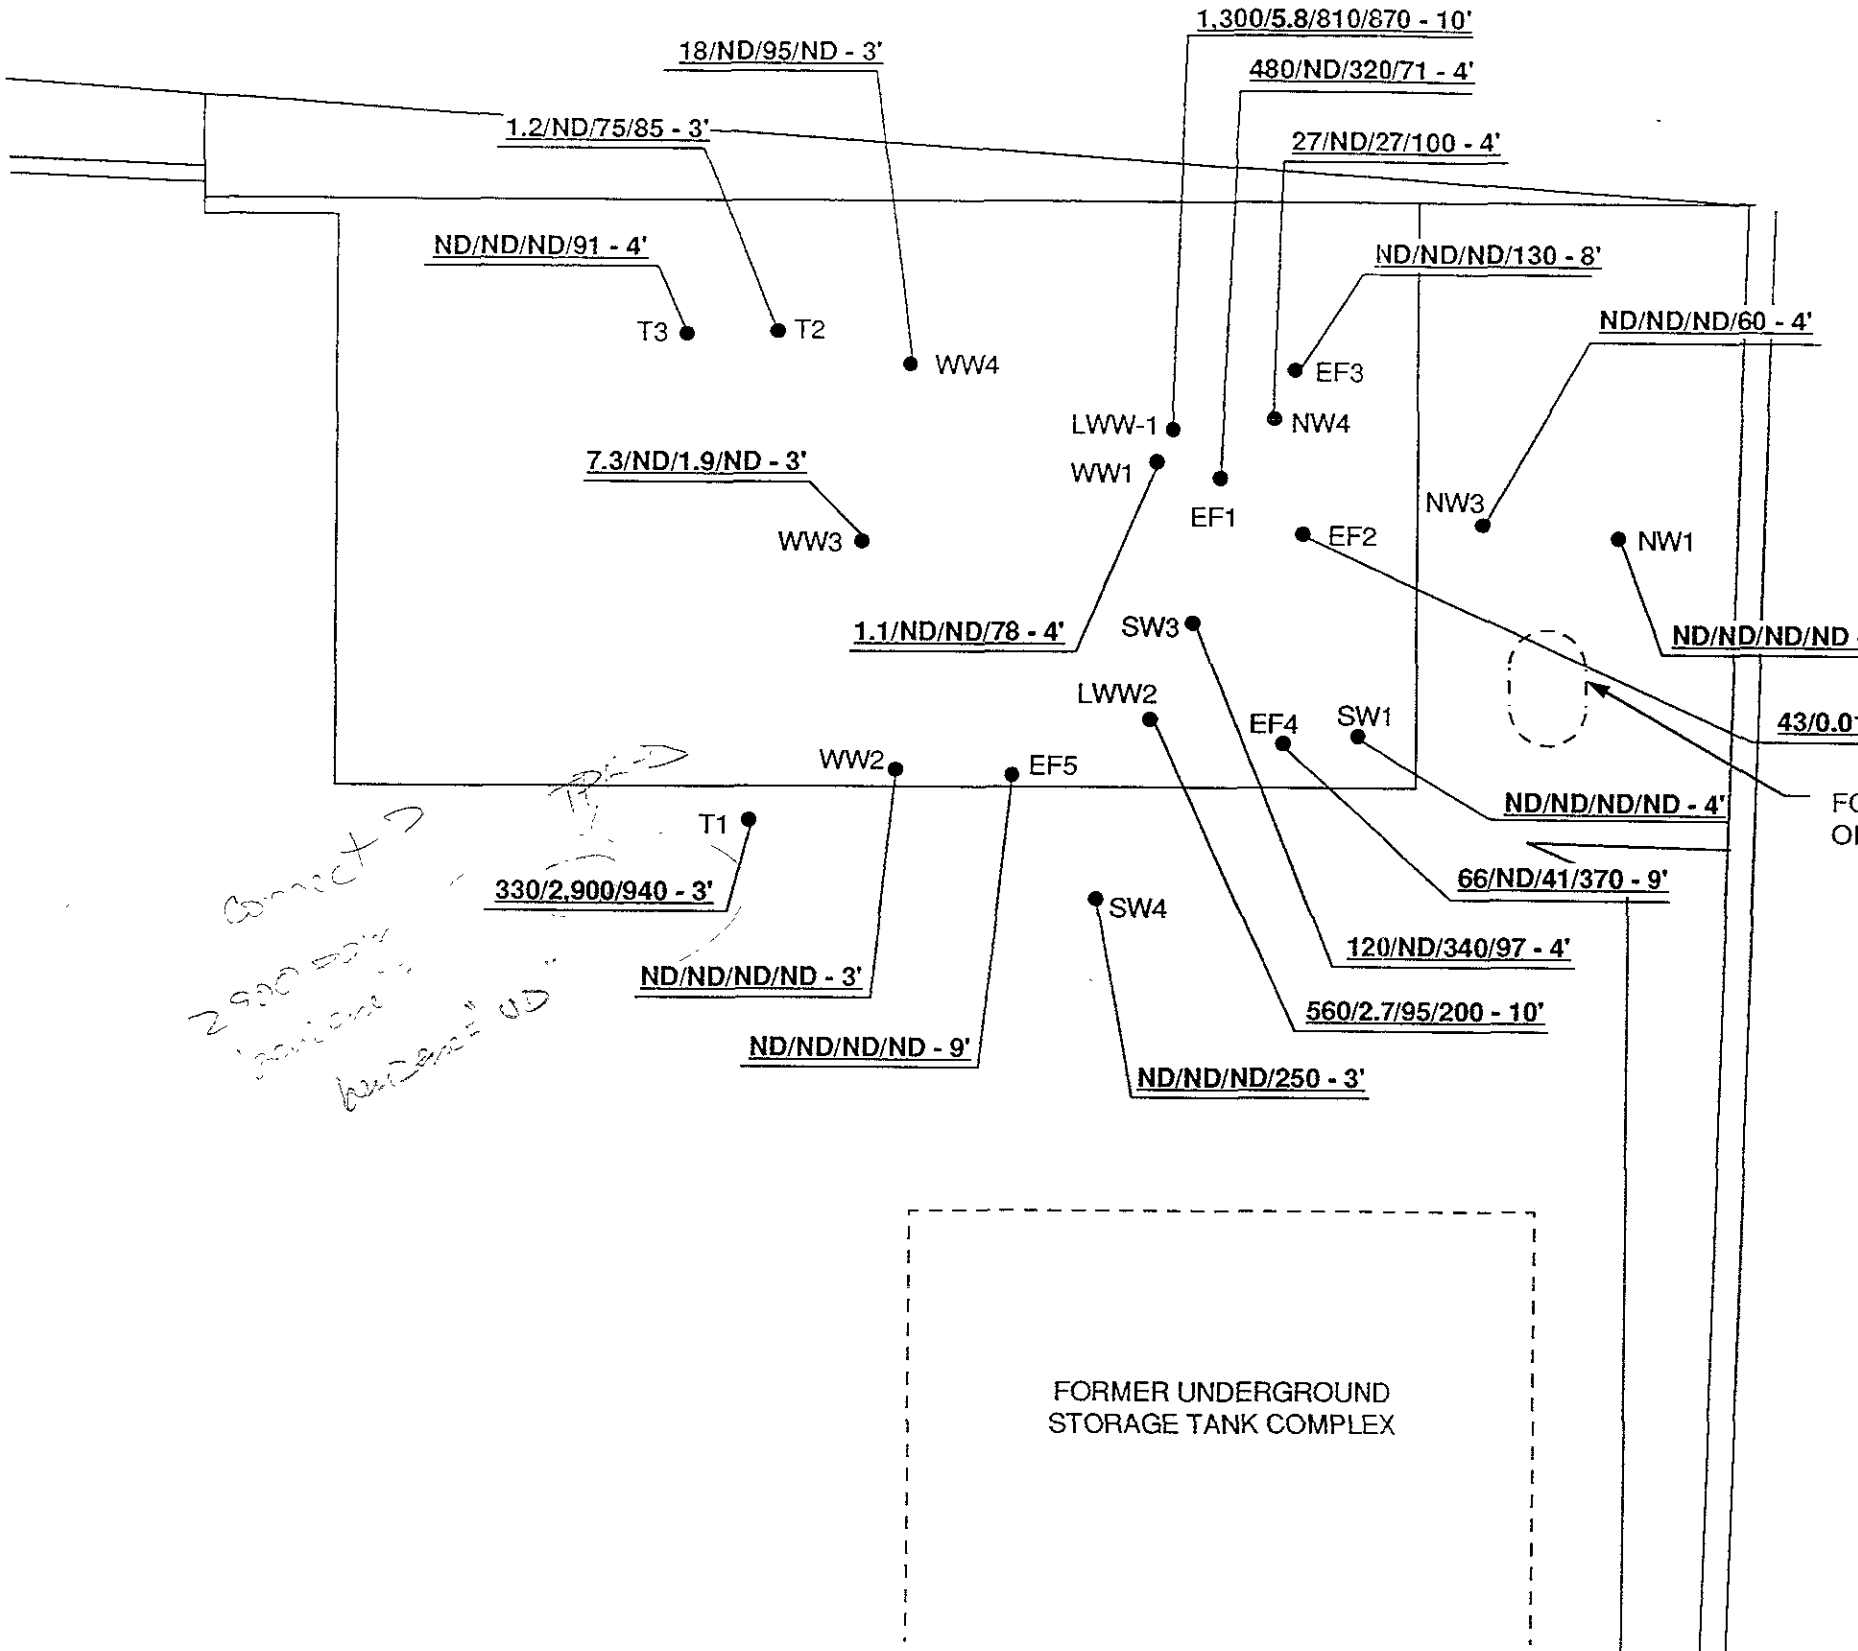 1,300/5.8/810/870 - 10'
18/ND/95/ND - 3'
480/ND/320/71 - 4'
1.2/ND/75/85 - 3'
27/ND/27/100 - 4'
ND/ND/ND/91 - 4'
ND/ND/ND/130 - 8'
ND/ND/ND/60 - 4'
T3
T2
WW4
EF3
LWW-1
NW4
7.3/ND/1.9/ND - 3'
WW1
EF1
NW3
WW3
EF2
NW1
1.1/ND/ND/78 - 4'
SW3
ND/ND/ND/ND
LWW2
EF4
SW1
43/0.01
WW2
EF5
ND/ND/ND/ND - 4'
T1
330/2,900/940 - 3'
66/ND/41/370 - 9'
SW4
120/ND/340/97 - 4'
ND/ND/ND/ND - 3'
560/2.7/95/200 - 10'
ND/ND/ND/ND - 9'
ND/ND/ND/250 - 3'
connect
2900
ND"
FORMER UNDERGROUND
STORAGE TANK COMPLEX